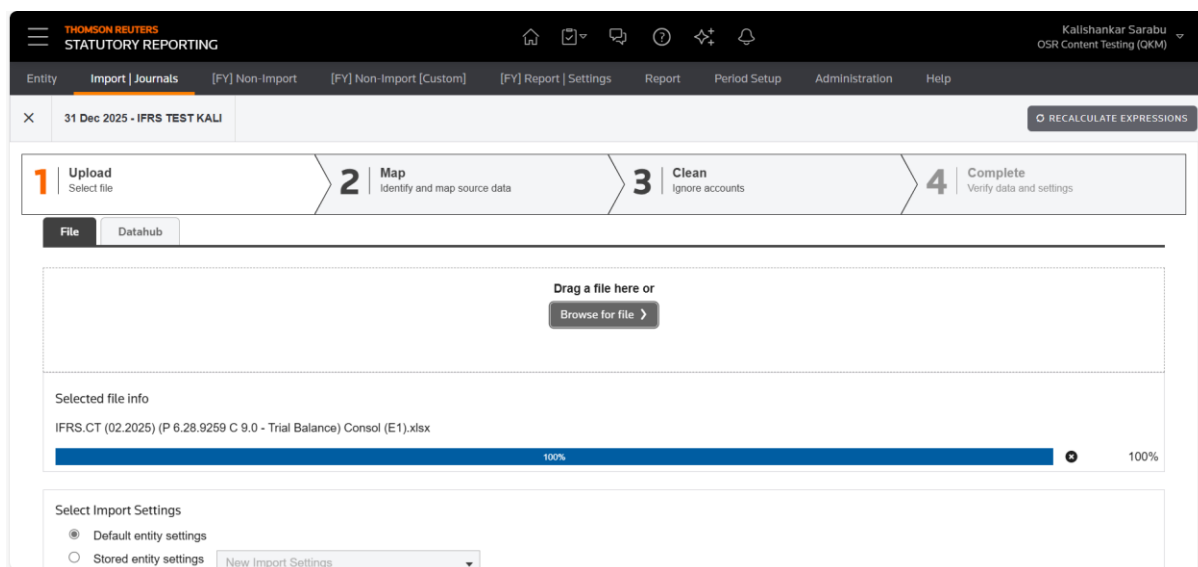 THOMSON REUTERS
STATUTORY REPORTING
Kalishankar Sarabu
OSR Content Testing (QKM)
Entity Import | Journals [FY] Non-Import [FY] Non-Import [Custom] [FY] Report | Settings Report Period Setup Administration Help
31 Dec 2025 - IFRS TEST KALI RECALCULATE EXPRESSIONS
1 Upload
Select file
2 Map
Identify and map source data
3 Clean
Ignore accounts
4 Complete
Verify data and settings
File Datahub
Drag a file here or
Browse for file
Selected file info
IFRS.CT (02.2025) (P 6.28.9259 C 9.0 - Trial Balance) Consol (E1).xlsx
100% 100%
Select Import Settings
Default entity settings
Stored entity settings New Import Settings